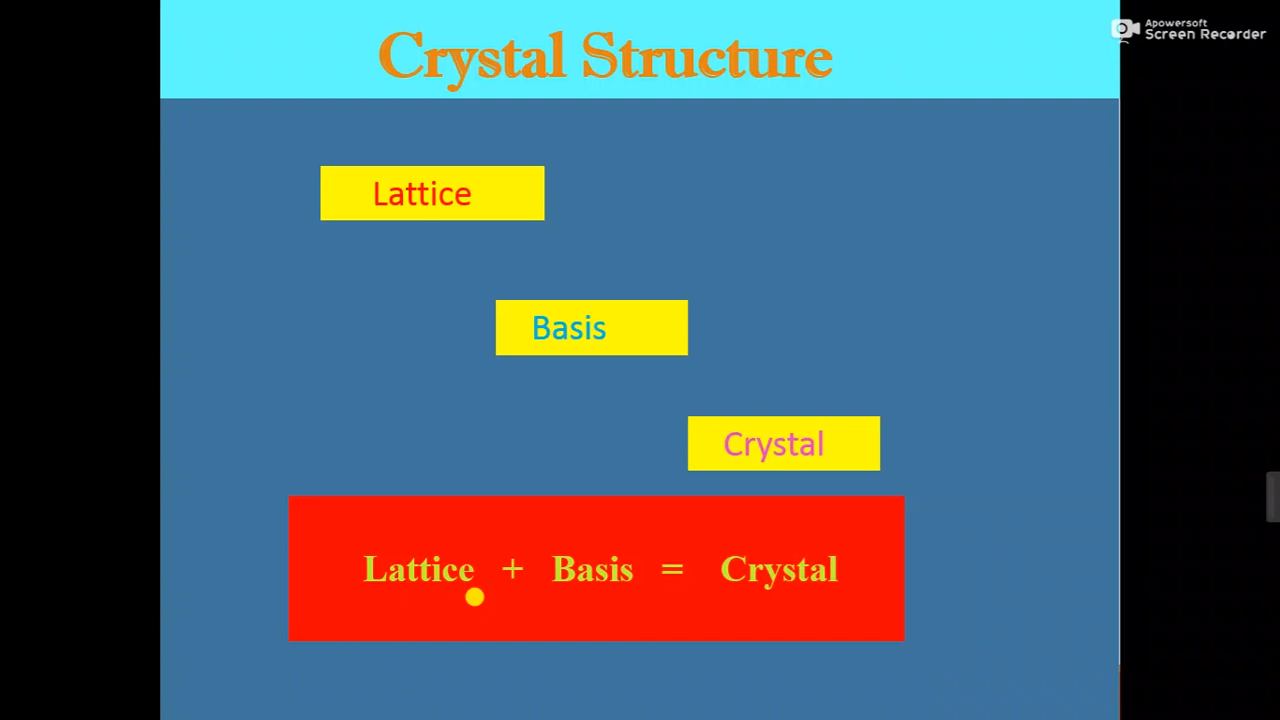 Crystal Structure
Apowersoft
Screen Recorder
Lattice
Basis
Crystal
Lattice + Basis = Crystal